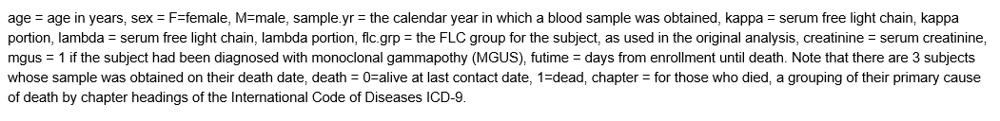 age = age in years, sex = F=female, M=male, sample.yr = the calendar year in which a blood sample was obtained, kappa = serum free light chain, kappa
portion, lambda = serum free light chain, lambda portion, flc.grp = the FLC group for the subject, as used in the original analysis, creatinine = serum creatinine,
mgus = 1 if the subject had been diagnosed with monoclonal gammapothy (MGUS), futime = days from enrollment until death. Note that there are 3 subjects
whose sample was obtained on their death date, death = 0=alive at last contact date, 1=dead, chapter = for those who died, a grouping of their primary cause
of death by chapter headings of the International Code of Diseases ICD-9.